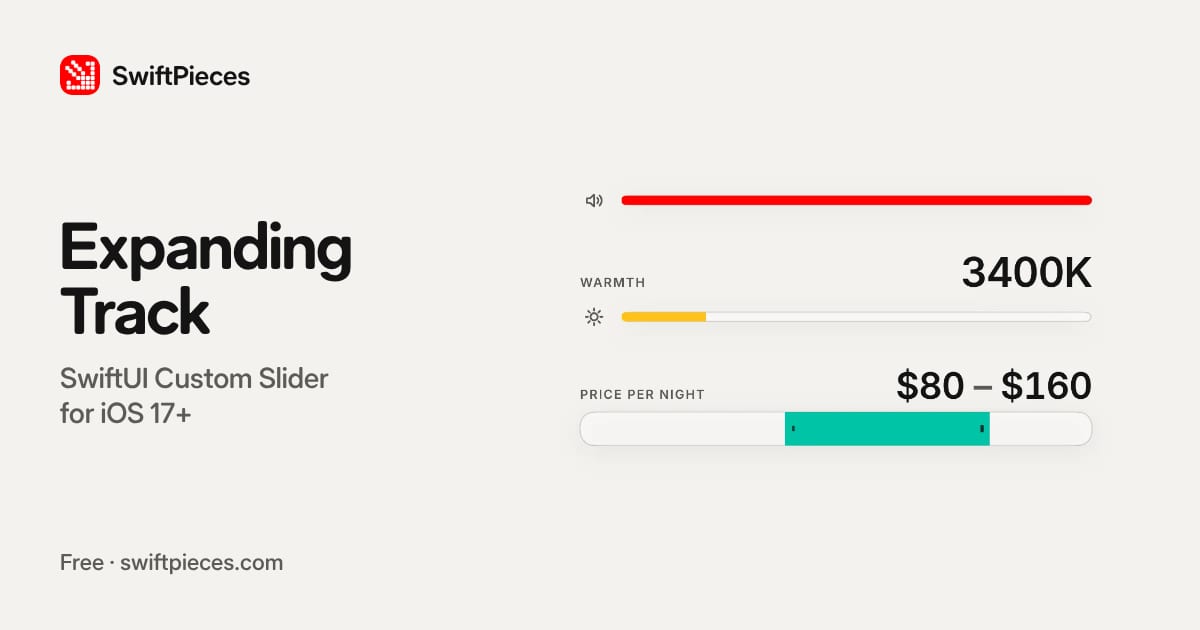 SwiftPieces
Expanding
Track
SwiftUI Custom Slider
for iOS 17+
Free · swiftpieces.com
WARMTH
3400K
PRICE PER NIGHT
$80 – $160